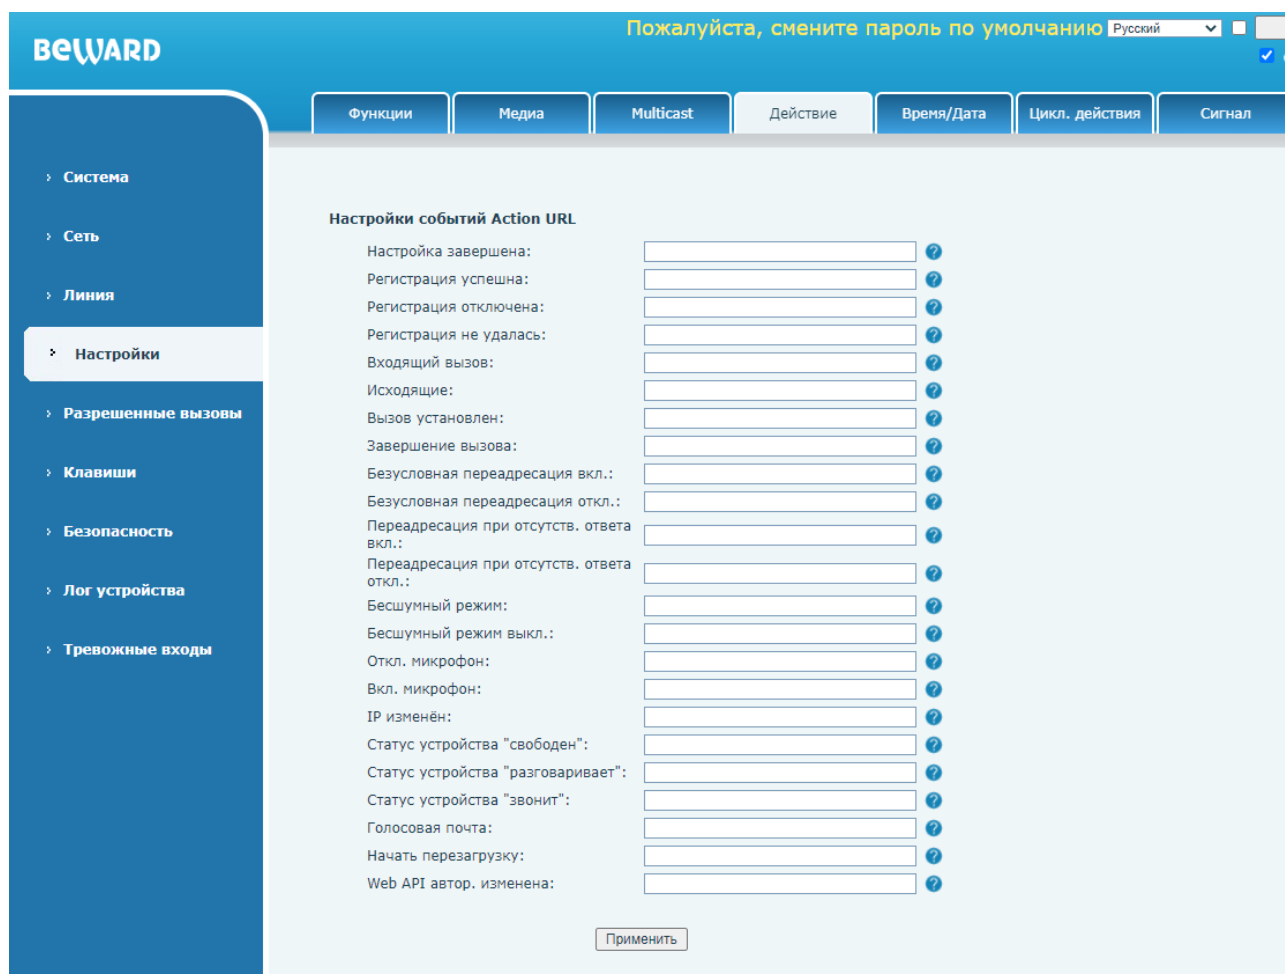 Пожалуйста, смените пароль по умолчанию Русский
BEWARD
Функции Медиа Multicast Действие Время/Дата Цикл. действия Сигнал
Система
Сеть
Линия
Настройки
Разрешенные вызовы
Клавиши
Безопасность
Лог устройства
Тревожные входы
Настройки событий Action URL
Настройка завершена:
Регистрация успешна:
Регистрация отключена:
Регистрация не удалась:
Входящий вызов:
Исходящие:
Вызов установлен:
Завершение вызова:
Безусловная переадресация вкл.:
Безусловная переадресация откл.:
Переадресация при отсутств. ответа
вкл.:
Переадресация при отсутств. ответа
откл.:
Бесшумный режим:
Бесшумный режим выкл.:
Откл. микрофон:
Вкл. микрофон:
IP изменён:
Статус устройства "свободен":
Статус устройства "разговаривает":
Статус устройства "звонит":
Голосовая почта:
Начать перезагрузку:
Web API автор. изменена:
Применить